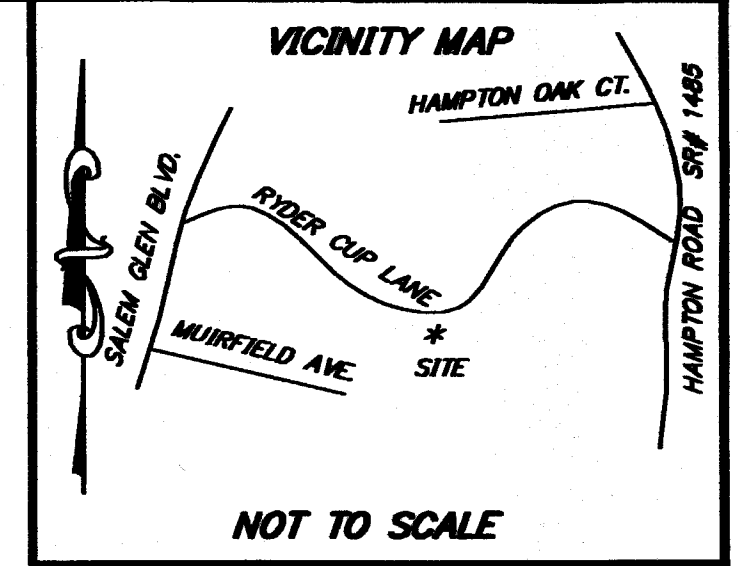 VICINITY MAP
HAMPTON OAK CT.
SALEM GLEN BLVD.
RYDER CUP LANE
HAMPTON ROAD SR# 1485
MUIRFIELD AVE.
*
SITE
NOT TO SCALE